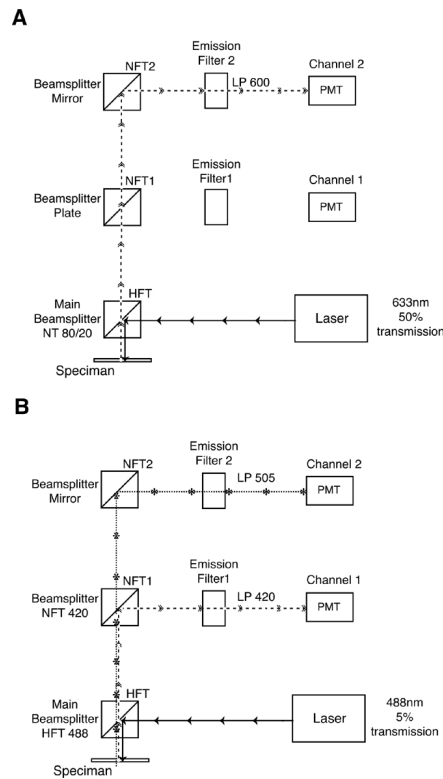 A
NFT2
Beamsplitter
Mirror
Emission
Filter 2
LP 600
Channel 2
PMT
NFT1
Beamsplitter
Plate
Emission
Filter1
Channel 1
PMT
HFT
Main
Beamsplitter
NT 80/20
Laser
633nm
50%
transmission
Speciman
B
NFT2
Beamsplitter
Mirror
Emission
Filter 2
LP 505
Channel 2
PMT
NFT1
Beamsplitter
NFT 420
Emission
Filter1
LP 420
Channel 1
PMT
HFT
Main
Beamsplitter
HFT 488
Laser
488nm
5%
transmission
Speciman